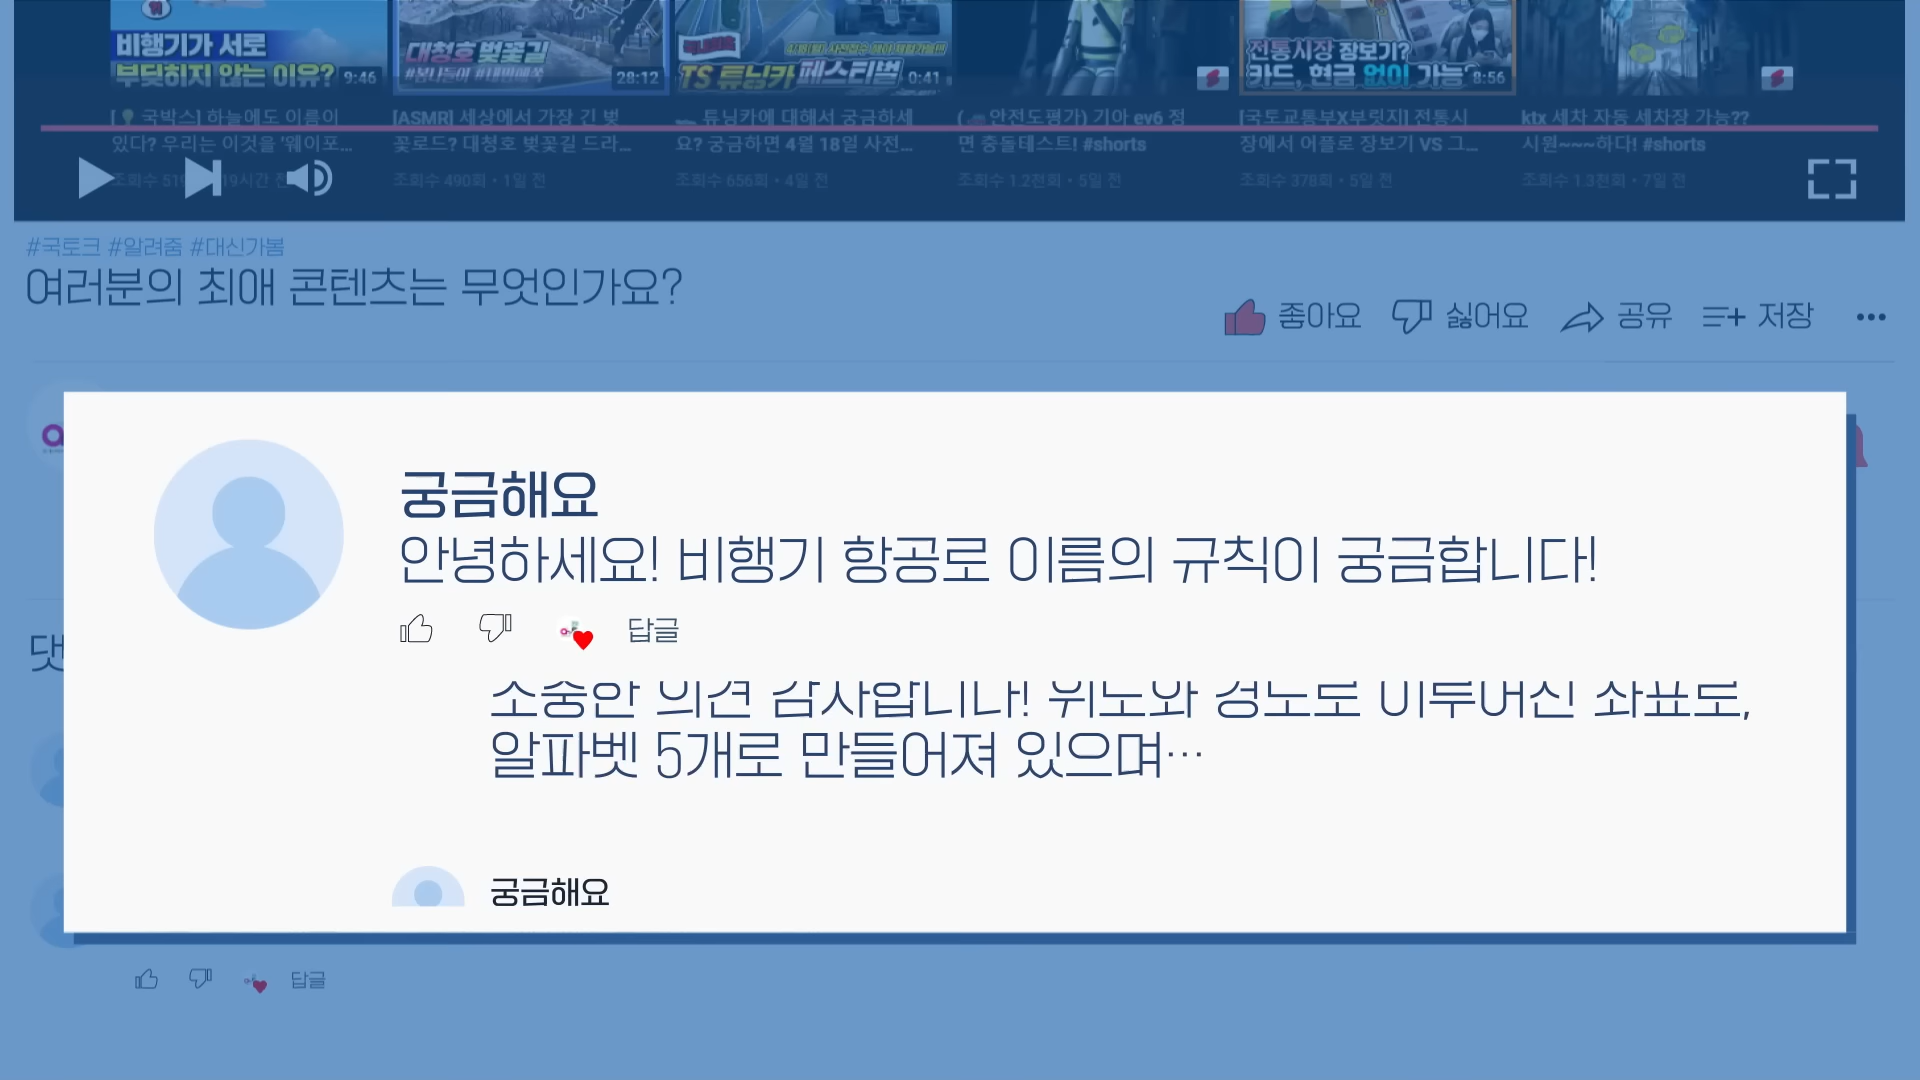 비행기가 서로
부딪히지 않는 이유?
9:46
대청호 벚꽃길
28:12
TS 튜닝카 페스티벌
0:41
전통시장 장보기?
카드, 현금 없이 가능?
8:56
국박스] 하늘에도 이름이
있다? 우리는 이것을 '웨이포...
[ASMR] 세상에서 가장 긴 벚
꽃로드? 대청호 벚꽃길 드라...
조회수 490회 • 1일 전
튜닝카에 대해서 궁금하세
요? 궁금하면 4월 18일 사전...
조회수 656회 • 4일 전
안전도평가) 기아 ev6 정
면 충돌테스트! #shorts
조회수 1.2천회 • 5일 전
[국토교통부X부릿지] 전통시
장에서 어플로 장보기 VS 그...
조회수 378회 • 5일 전
ktx 세차 자동 세차장 가능??
시원~~~하다! #shorts
조회수 1.3천회 • 7일 전
#국토크 #알려줌 #대신가봄
여러분의 최애 콘텐츠는 무엇인가요?
좋아요 싫어요 공유 저장
궁금해요
안녕하세요! 비행기 항공로 이름의 규칙이 궁금합니다!
답글
소중한 의견 감사합니다! 위도와 경도로 이루어진 좌표로,
알파벳 5개로 만들어져 있으며…
궁금해요
답글